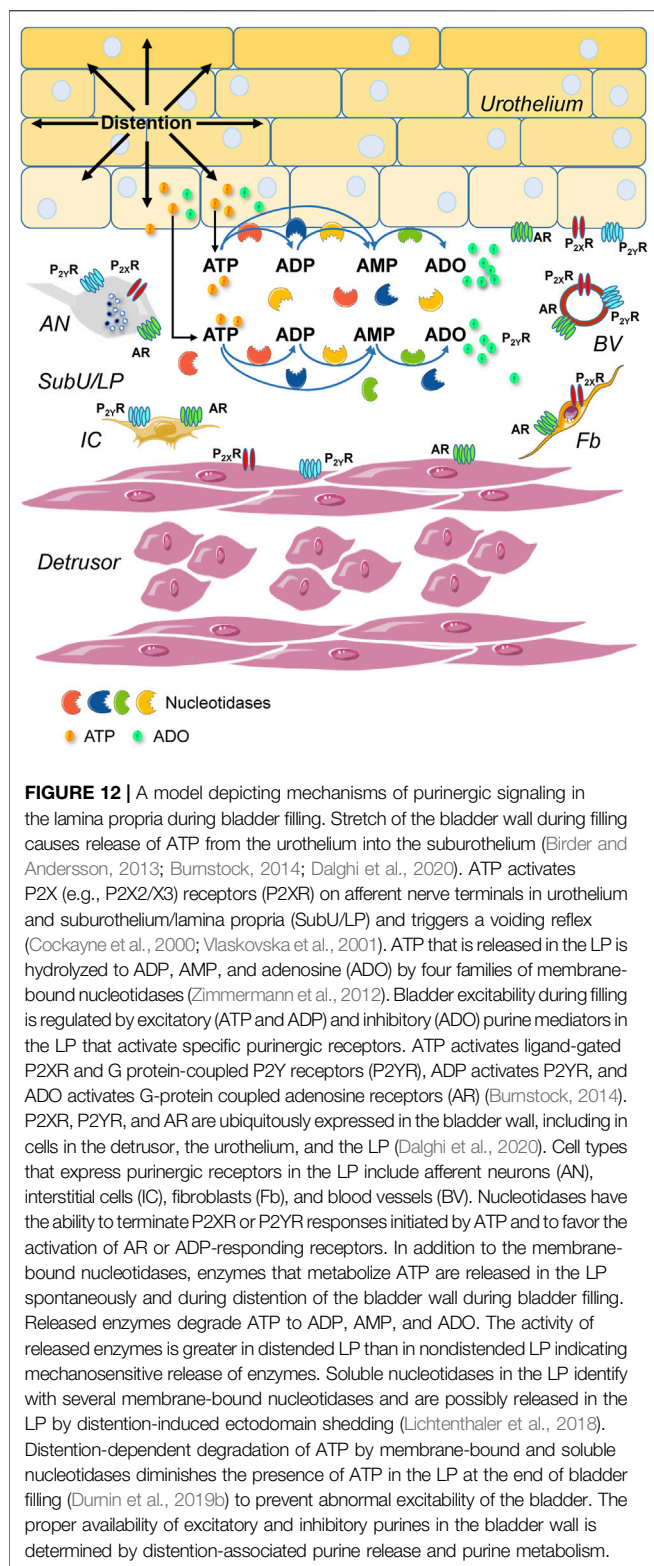 Urothelium
Distention
ATP ADP AMP ADO
AR P2XR P2YR
P2YR P2XR
AN
AR
P2XR
AR P2YR
BV
ATP ADP AMP ADO P2YR
SubU/LP
P2YR AR
IC
P2XR
AR
Fb
P2XR P2YR AR
Detrusor
Nucleotidases
ATP ADO
FIGURE 12 | A model depicting mechanisms of purinergic signaling in
the lamina propria during bladder filling. Stretch of the bladder wall during filling
causes release of ATP from the urothelium into the suburothelium (Birder and
Andersson, 2013; Burnstock, 2014; Dalghi et al., 2020). ATP activates
P2X (e.g., P2X2/X3) receptors (P2XR) on afferent nerve terminals in urothelium
and suburothelium/lamina propria (SubU/LP) and triggers a voiding reflex
(Cockayne et al., 2000; Vlaskovska et al., 2001). ATP that is released in the LP is
hydrolyzed to ADP, AMP, and adenosine (ADO) by four families of membrane-
bound nucleotidases (Zimmermann et al., 2012). Bladder excitability during filling
is regulated by excitatory (ATP and ADP) and inhibitory (ADO) purine mediators in
the LP that activate specific purinergic receptors. ATP activates ligand-gated
P2XR and G protein-coupled P2Y receptors (P2YR), ADP activates P2YR, and
ADO activates G-protein coupled adenosine receptors (AR) (Burnstock, 2014).
P2XR, P2YR, and AR are ubiquitously expressed in the bladder wall, including in
cells in the detrusor, the urothelium, and the LP (Dalghi et al., 2020). Cell types
that express purinergic receptors in the LP include afferent neurons (AN),
interstitial cells (IC), fibroblasts (Fb), and blood vessels (BV). Nucleotidases have
the ability to terminate P2XR or P2YR responses initiated by ATP and to favor the
activation of AR or ADP-responding receptors. In addition to the membrane-
bound nucleotidases, enzymes that metabolize ATP are released in the LP
spontaneously and during distention of the bladder wall during bladder filling.
Released enzymes degrade ATP to ADP, AMP, and ADO. The activity of
released enzymes is greater in distended LP than in nondistended LP indicating
mechanosensitive release of enzymes. Soluble nucleotidases in the LP identify
with several membrane-bound nucleotidases and are possibly released in the
LP by distention-induced ectodomain shedding (Lichtenthaler et al., 2018).
Distention-dependent degradation of ATP by membrane-bound and soluble
nucleotidases diminishes the presence of ATP in the LP at the end of bladder
filling (Durnin et al., 2019b) to prevent abnormal excitability of the bladder. The
proper availability of excitatory and inhibitory purines in the bladder wall is
determined by distention-associated purine release and purine metabolism.